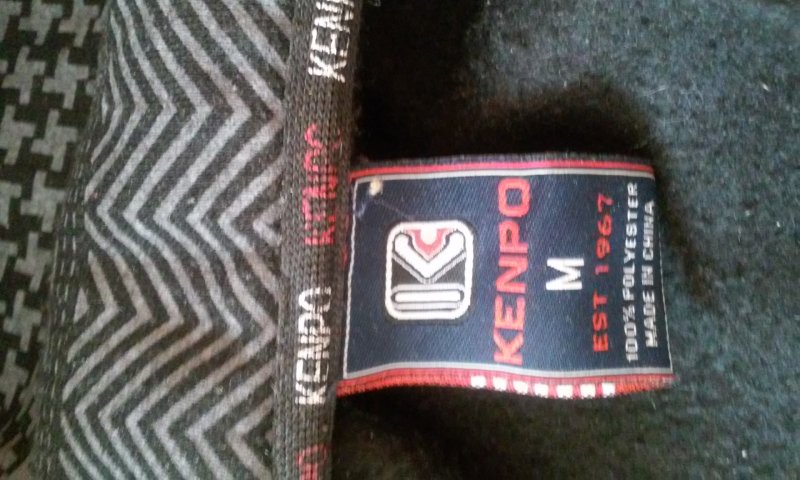 KENPO
KENPO
KENPO
KENPO
M
EST 1967
100% POLYESTER
MADE IN CHINA